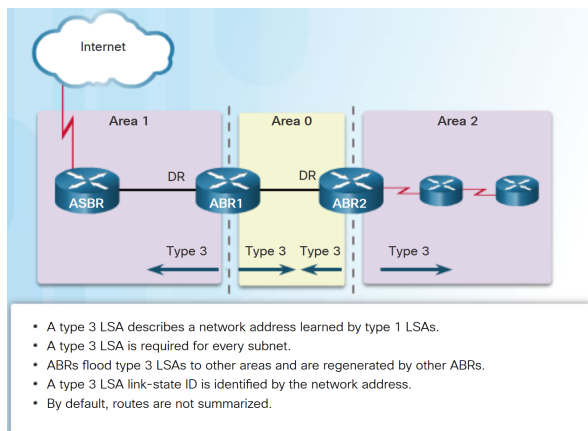 Internet
Area 1
Area 0
Area 2
DR
DR
ASBR
ABR1
ABR2
Type 3
Type 3
Type 3
Type 3
• A type 3 LSA describes a network address learned by type 1 LSAs.
• A type 3 LSA is required for every subnet.
• ABRs flood type 3 LSAs to other areas and are regenerated by other ABRs.
• A type 3 LSA link-state ID is identified by the network address.
• By default, routes are not summarized.